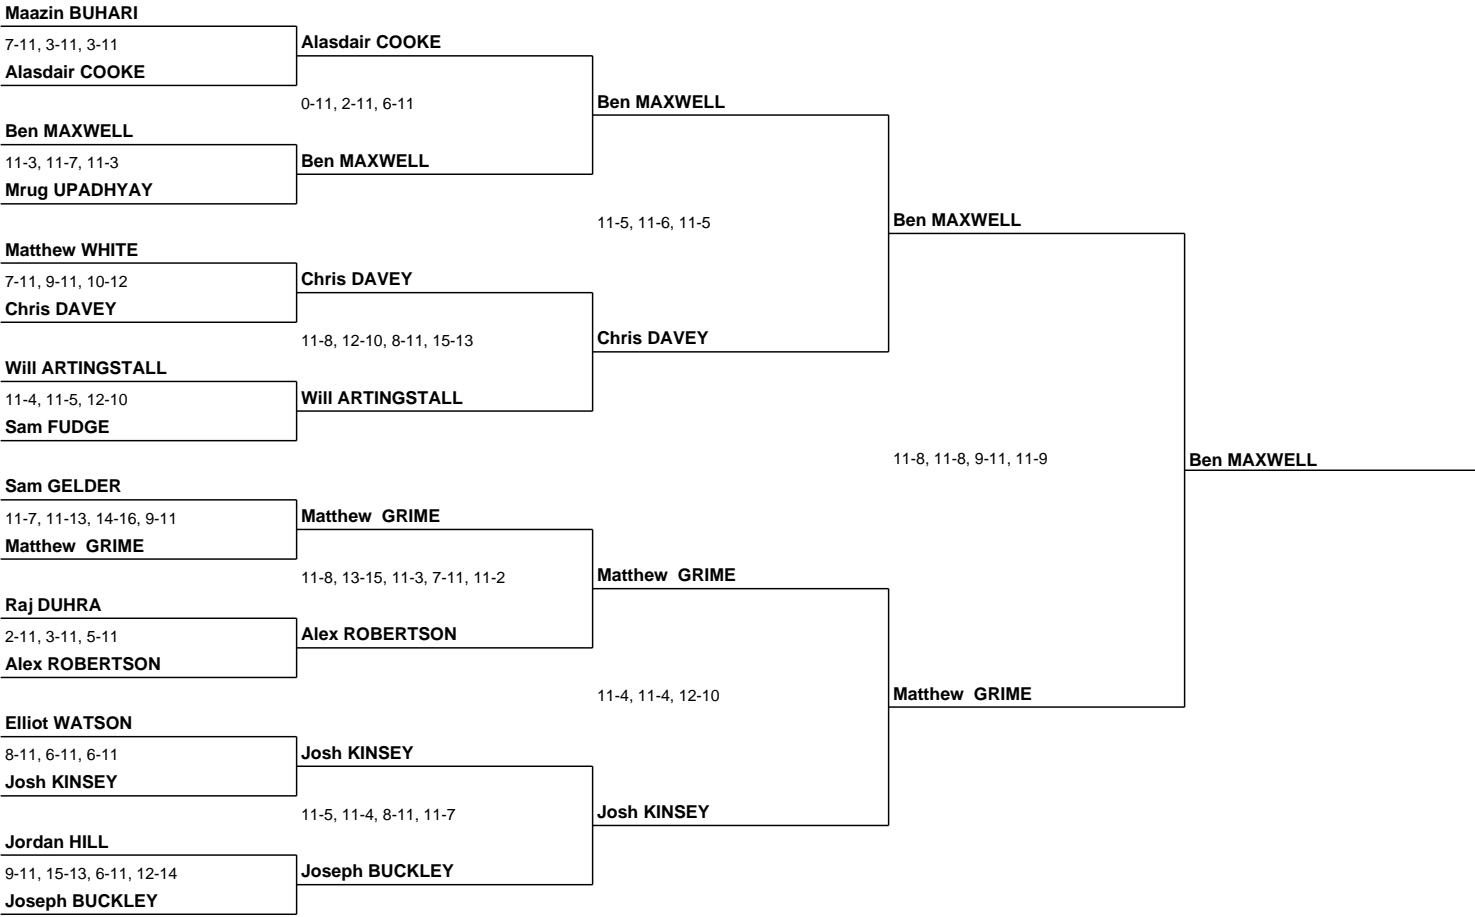 Maazin BUHARI
7-11, 3-11, 3-11
Alasdair COOKE
Ben MAXWELL
11-3, 11-7, 11-3
Mrug UPADHYAY
Matthew WHITE
7-11, 9-11, 10-12
Chris DAVEY
Will ARTINGSTALL
11-4, 11-5, 12-10
Sam FUDGE
Sam GELDER
11-7, 11-13, 14-16, 9-11
Matthew  GRIME
Raj DUHRA
2-11, 3-11, 5-11
Alex ROBERTSON
Elliot WATSON
8-11, 6-11, 6-11
Josh KINSEY
Jordan HILL
9-11, 15-13, 6-11, 12-14
Joseph BUCKLEY
Alasdair COOKE
0-11, 2-11, 6-11
Ben MAXWELL
Chris DAVEY
11-8, 12-10, 8-11, 15-13
Will ARTINGSTALL
Matthew  GRIME
11-8, 13-15, 11-3, 7-11, 11-2
Alex ROBERTSON
Josh KINSEY
11-5, 11-4, 8-11, 11-7
Joseph BUCKLEY
Ben MAXWELL
11-5, 11-6, 11-5
Chris DAVEY
Matthew  GRIME
11-4, 11-4, 12-10
Josh KINSEY
Ben MAXWELL
11-8, 11-8, 9-11, 11-9
Matthew  GRIME
Ben MAXWELL